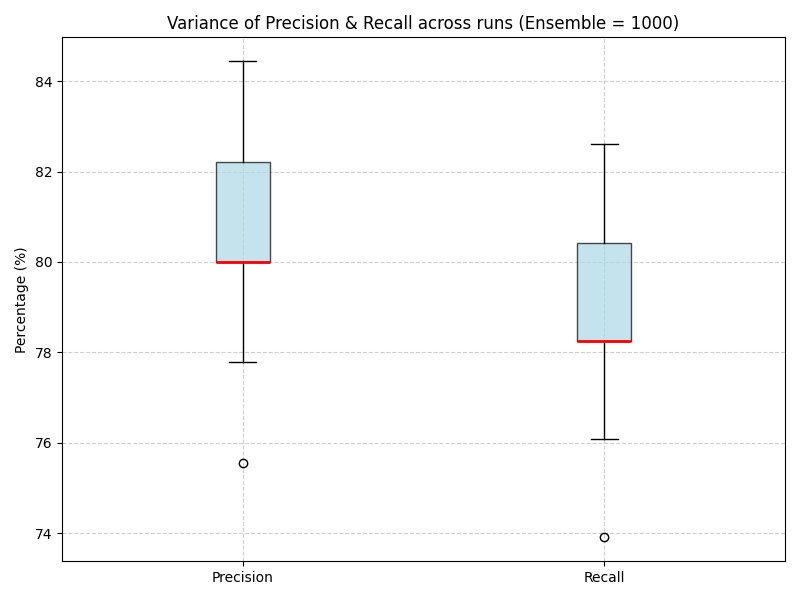 Variance of Precision & Recall across runs (Ensemble = 1000)
Percentage (%)
84
82
80
78
76
74
Precision
Recall